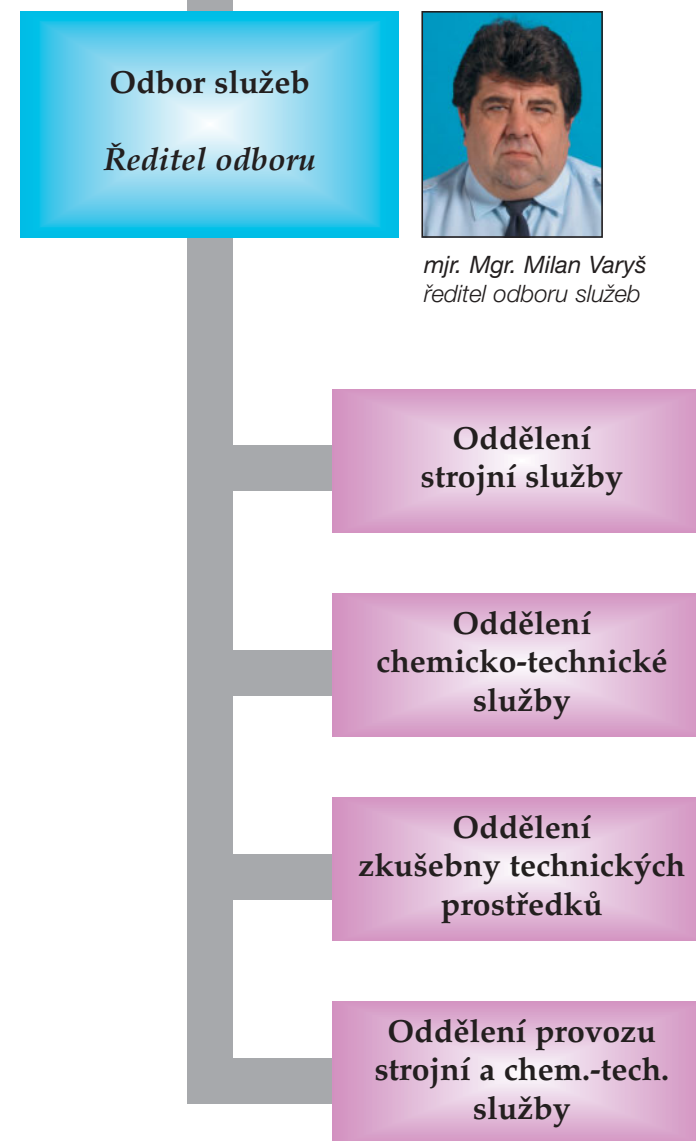 Odbor služeb
Ředitel odboru
mjr. Mgr. Milan Varyš
ředitel odboru služeb
Oddělení
strojní služby
Oddělení
chemicko-technické
služby
Oddělení
zkušebny technických
prostředků
Oddělení provozu
strojní a chem.-tech.
služby